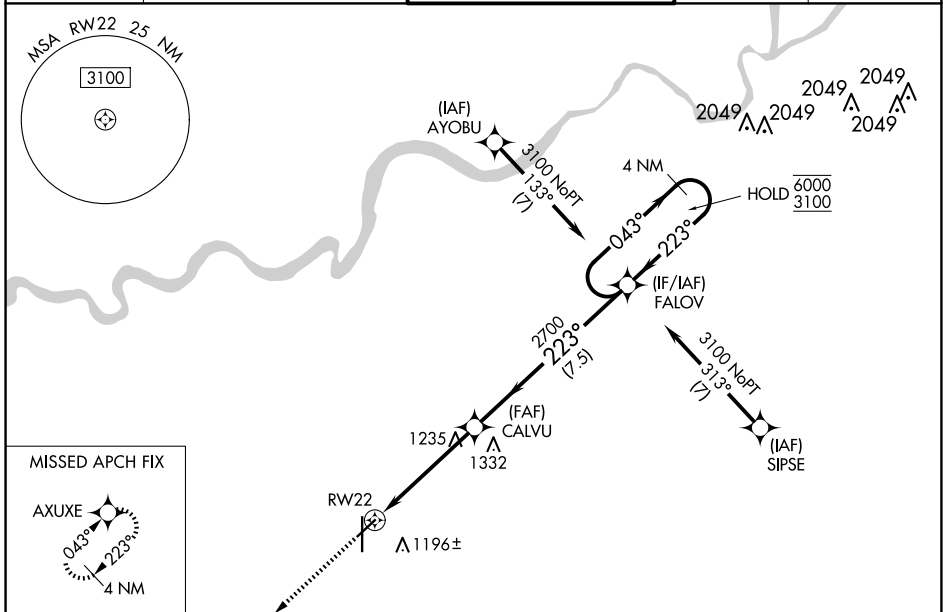 MSA RW22 25 NM
3100
(IAF)
AYOBU
3100 NoPT
133°
(7)
2049
2049
2049
2049
2049
4 NM
HOLD 6000
3100
043°
223°
(IF/IAF)
FALOV
2700
223°
(7.5)
3100 NoPT
313°
(7)
(IAF)
SIPSE
(FAF)
CALVU
1235
1332
RW22
1196±
MISSED APCH FIX
AXUXE
043°
223°
4 NM